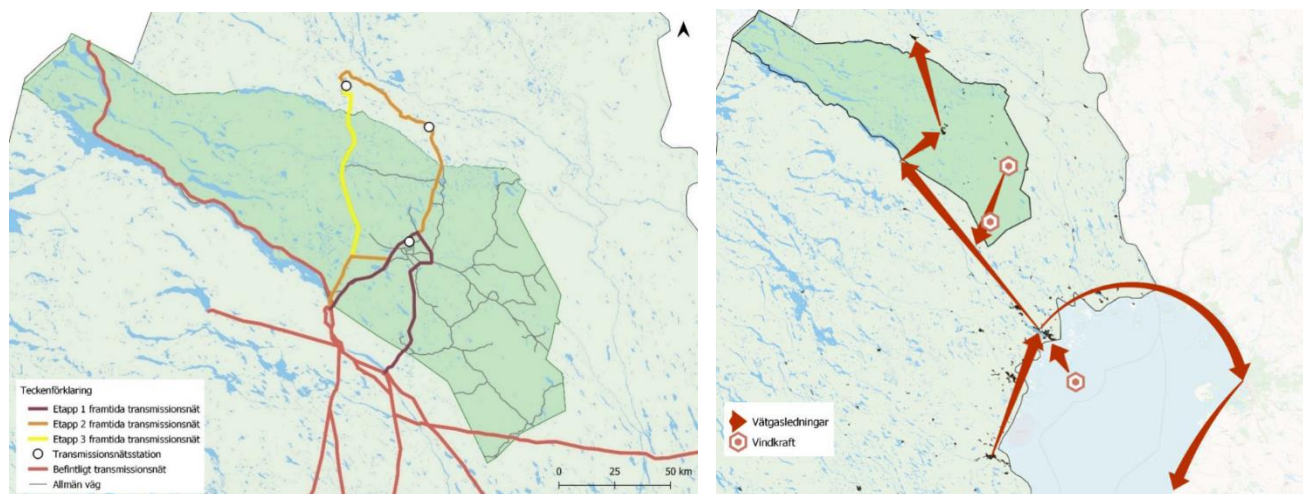 Teckenförklaring
Etapp 1 framtida transmissionsnät
Etapp 2 framtida transmissionsnät
Etapp 3 framtida transmissionsnät
Transmissionsnätsstation
Befintligt transmissionsnät
Allmän väg
0 25 50 km
Vätgasledningar
Vindkraft